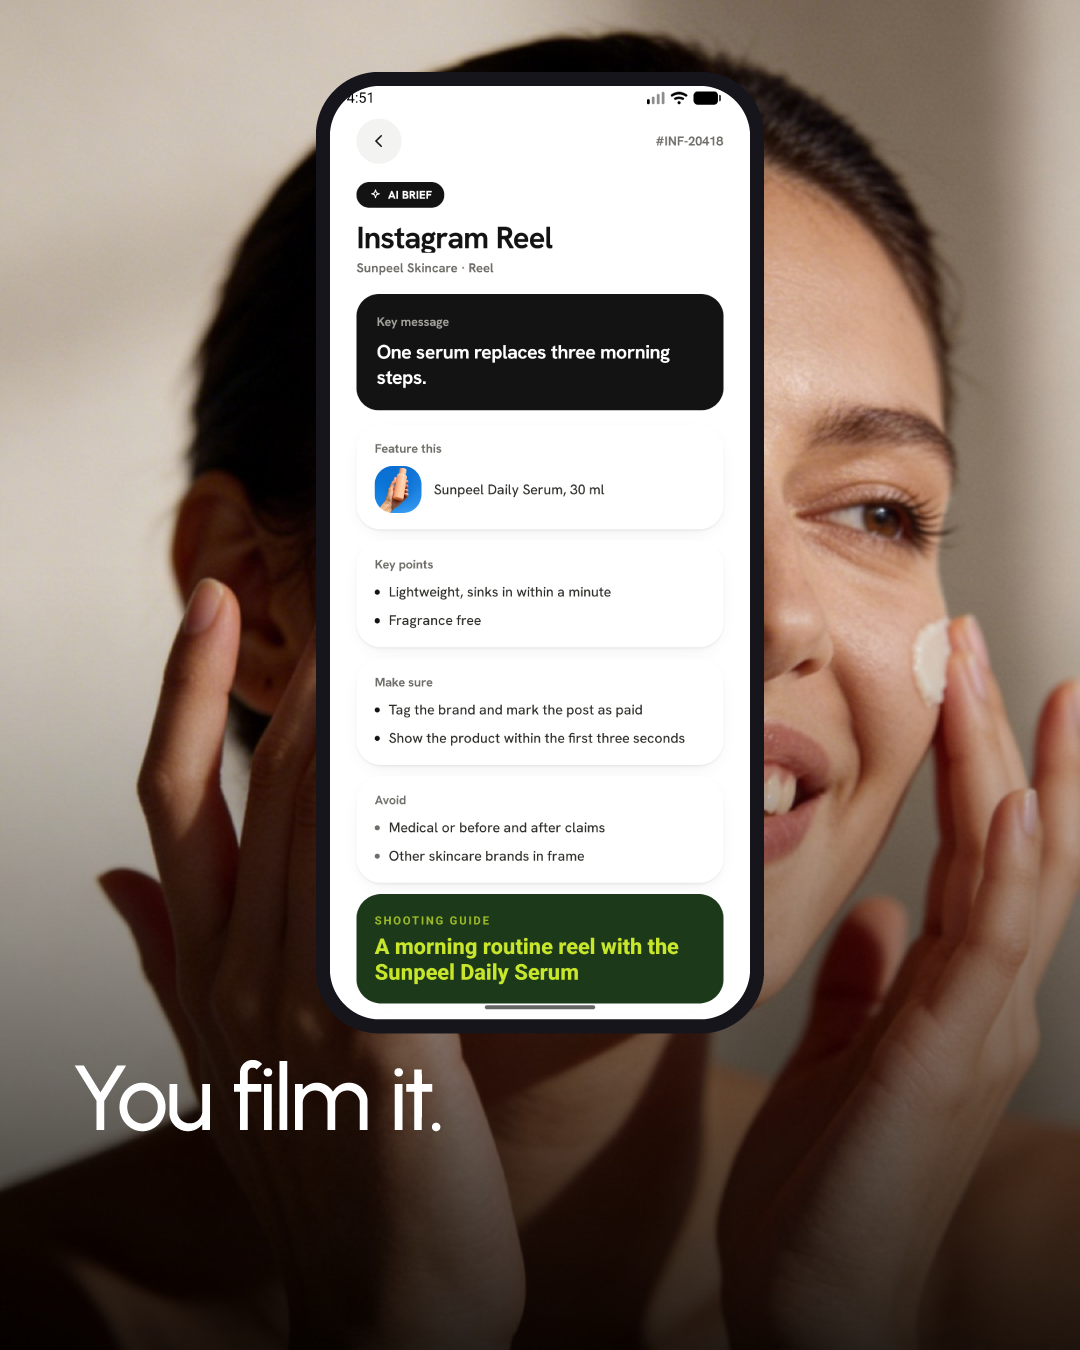 4:51
#INF-20418
AI BRIEF
Instagram Reel
Sunpeel Skincare · Reel
Key message
One serum replaces three morning
steps.
Feature this
Sunpeel Daily Serum, 30 ml
Key points
• Lightweight, sinks in within a minute
• Fragrance free
Make sure
• Tag the brand and mark the post as paid
• Show the product within the first three seconds
Avoid
• Medical or before and after claims
• Other skincare brands in frame
SHOOTING GUIDE
A morning routine reel with the
Sunpeel Daily Serum
You film it.